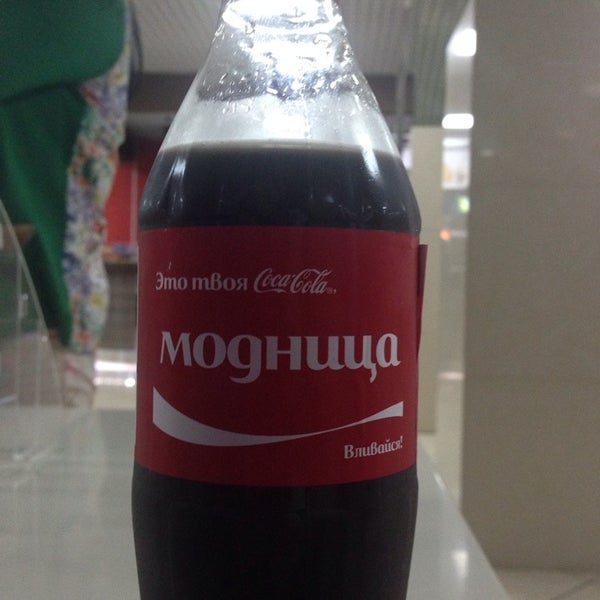 Это твоя Coca-Cola®,
модница
Вливайся!